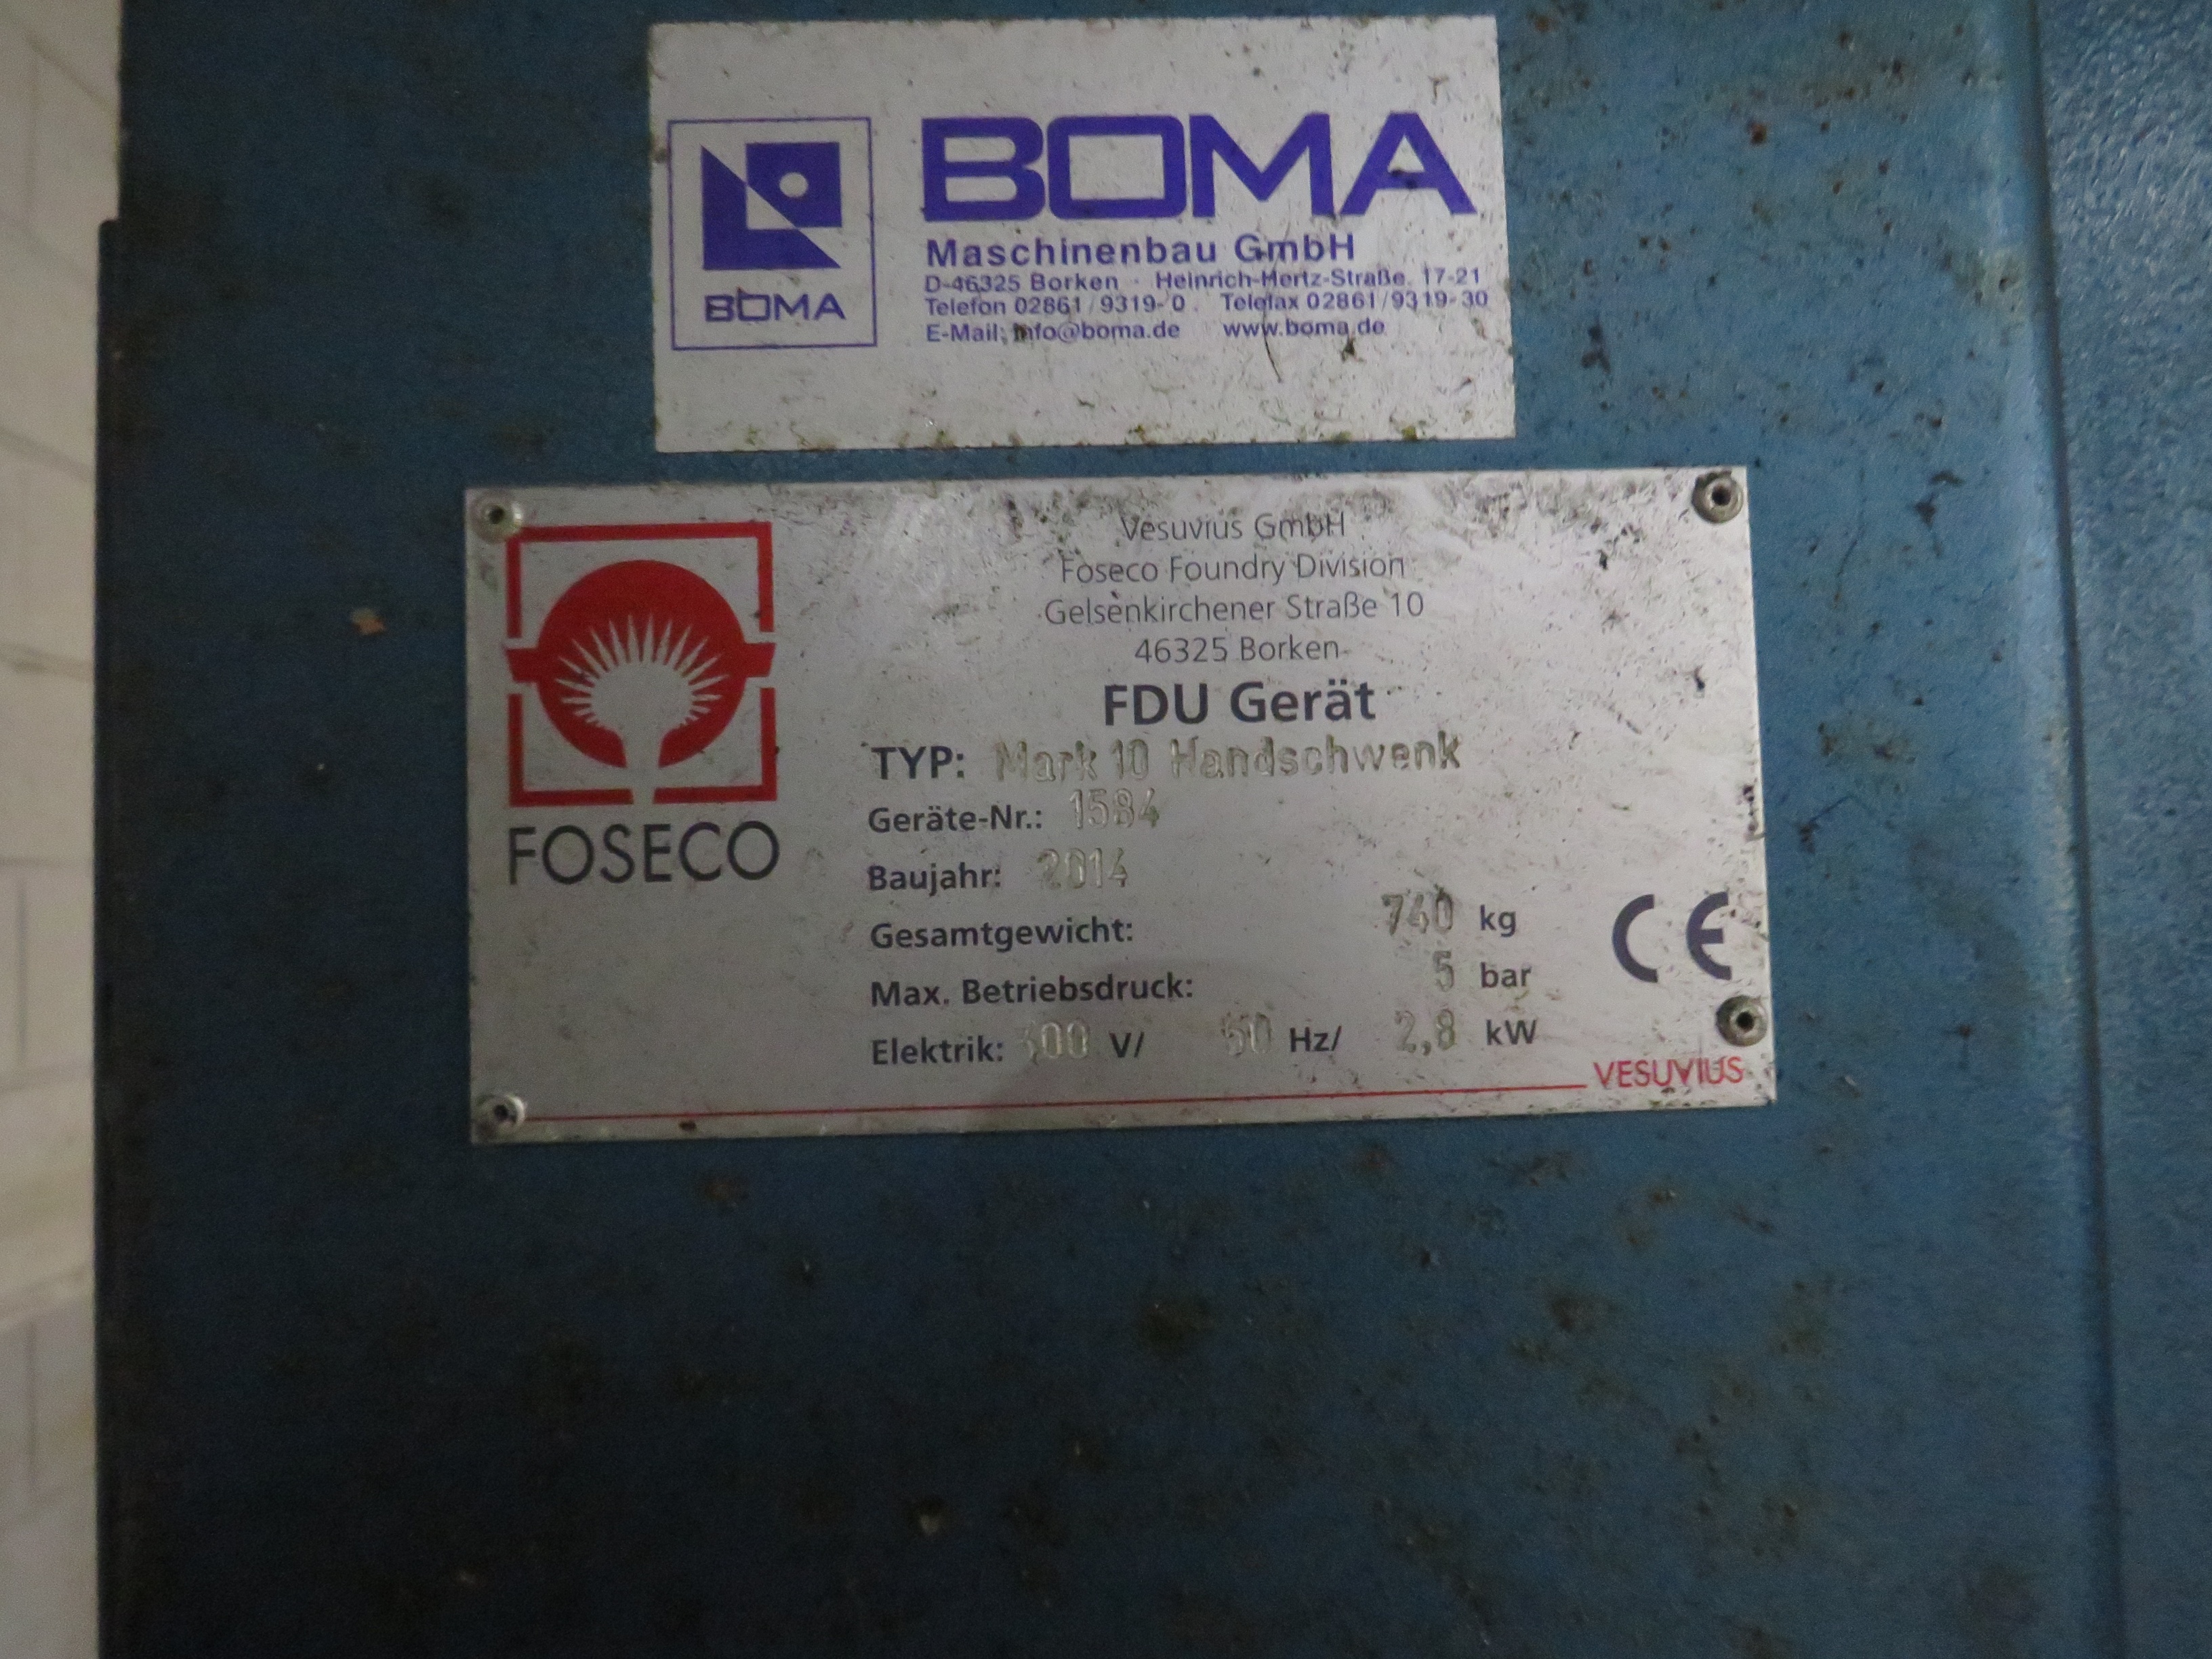 BOMA
BOMA
Maschinenbau GmbH
D-46325 Borken · Heinrich-Hertz-Straße. 17-21
Telefon 02861/9319-0. Telefax 02861/9319-30
E-Mail: info@boma.de www.boma.de
Vesuvius GmbH
Foseco Foundry Division
Gelsenkirchener Straße 10
46325 Borken
FDU Gerät
TYP: Mark 10 Handschwenk
Geräte-Nr.: 1584
FOSECO
Baujahr: 2014
Gesamtgewicht: 740 kg
Max. Betriebsdruck: 5 bar
Elektrik: 400 V/ 50 Hz/ 2,8 kW
CE
VESUVIUS